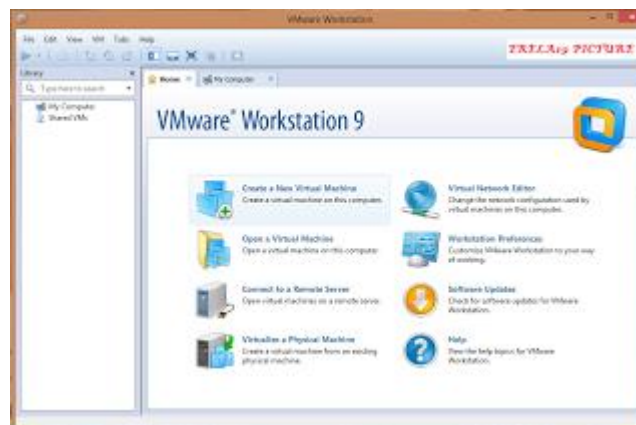 VMware Workstation
File Edit View VM Tabs Help
Library
Type here to search
My Computer
Shared VMs
Home
My Computer
VMware® Workstation 9
Create a New Virtual Machine
Create a virtual machine on this computer.
Open a Virtual Machine
Open a virtual machine on this computer.
Connect to a Remote Server
Open virtual machines on a remote server.
Virtualize a Physical Machine
Create a virtual machine from an existing
physical machine.
Virtual Network Editor
Change the network configuration used by
virtual machines on this computer.
Workstation Preferences
Customize VMware Workstation to your way
of working.
Software Updates
Check for software updates for VMware
Workstation.
Help
View the help topics for VMware
Workstation.